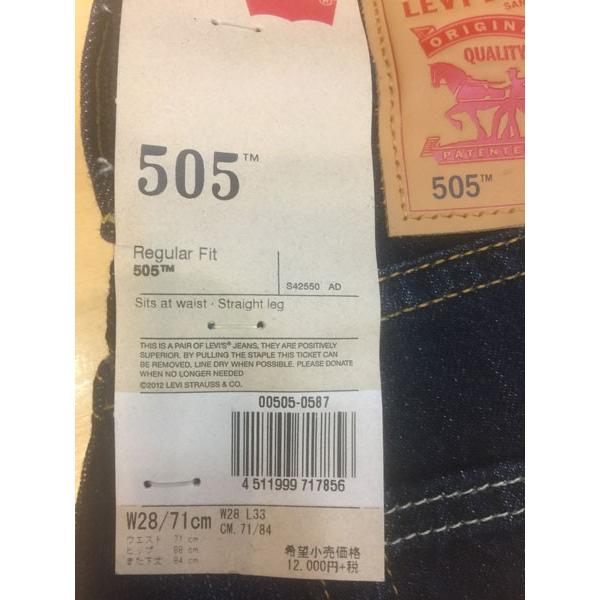 505™
Regular Fit
505™
S42550 AD
Sits at waist · Straight leg
THIS IS A PAIR OF LEVI'S® JEANS, THEY ARE POSITIVELY
SUPERIOR. BY PULLING THE STAPLE THIS TICKET CAN
BE REMOVED. LINE DRY WHEN POSSIBLE. PLEASE DONATE
WHEN NO LONGER NEEDED
©2012 LEVI STRAUSS & CO.
00505-0587
4 511999 717856
W28/71cm
W28 L33
CM. 71/84
ウエスト 71 cm
ヒップ 88 cm
また下丈 84 cm
希望小売価格
12.000円+税
ORIGINA
QUALITY
PATENTE
505™